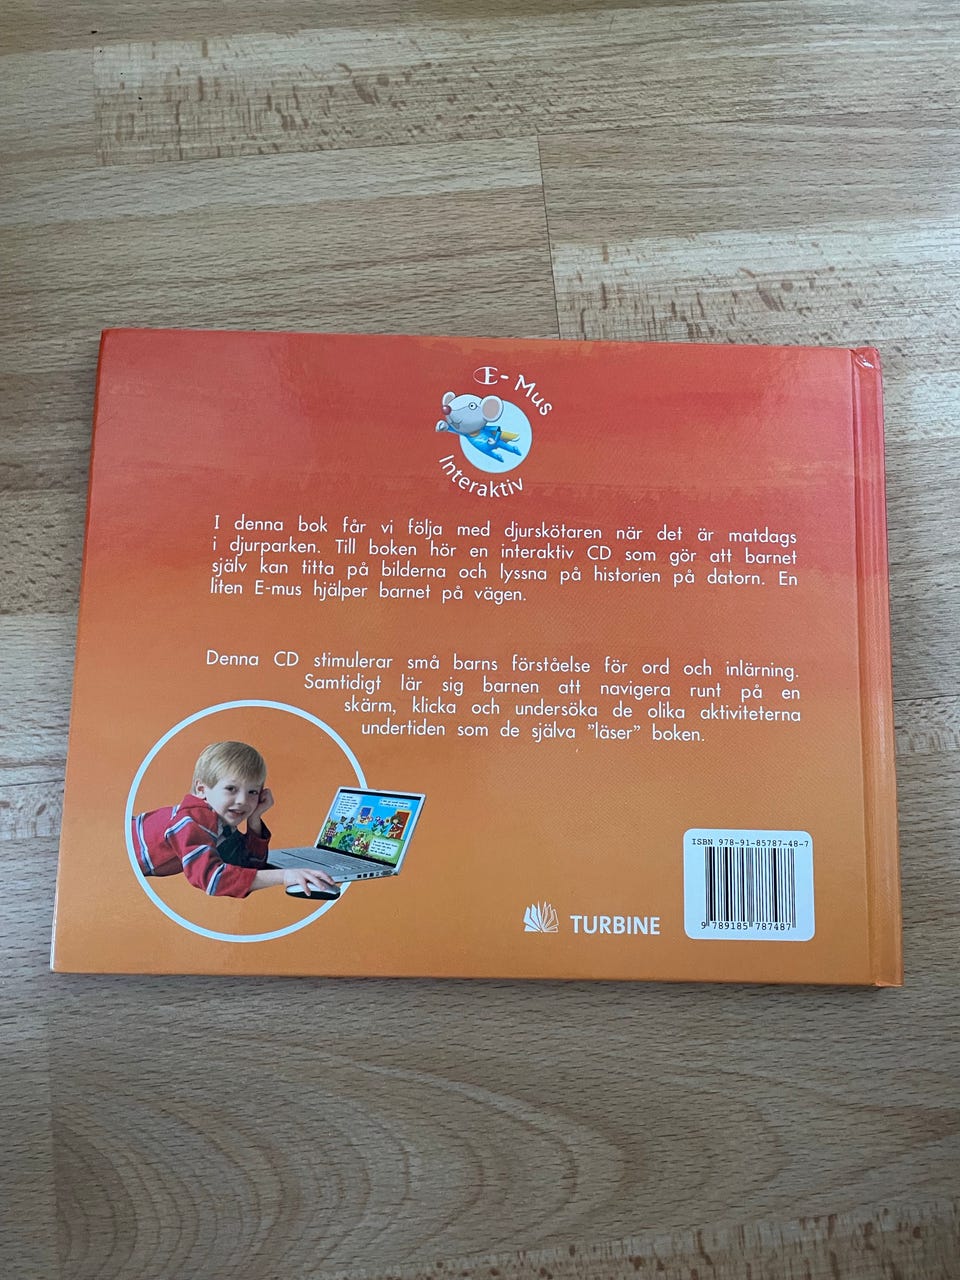 E-Mus
Interaktiv
I denna bok får vi följa med djurskötaren när det är matdags
i djurparken. Till boken hör en interaktiv CD som gör att barnet
själv kan titta på bilderna och lyssna på historien på datorn. En
liten E-mus hjälper barnet på vägen.
Denna CD stimulerar små barns förståelse för ord och inlärning.
Samtidigt lär sig barnen att navigera runt på en
skärm, klicka och undersöka de olika aktiviteterna
undertiden som de själva ”läser” boken.
ISBN 978-91-85787-48-7
9 789185 787487
TURBINE